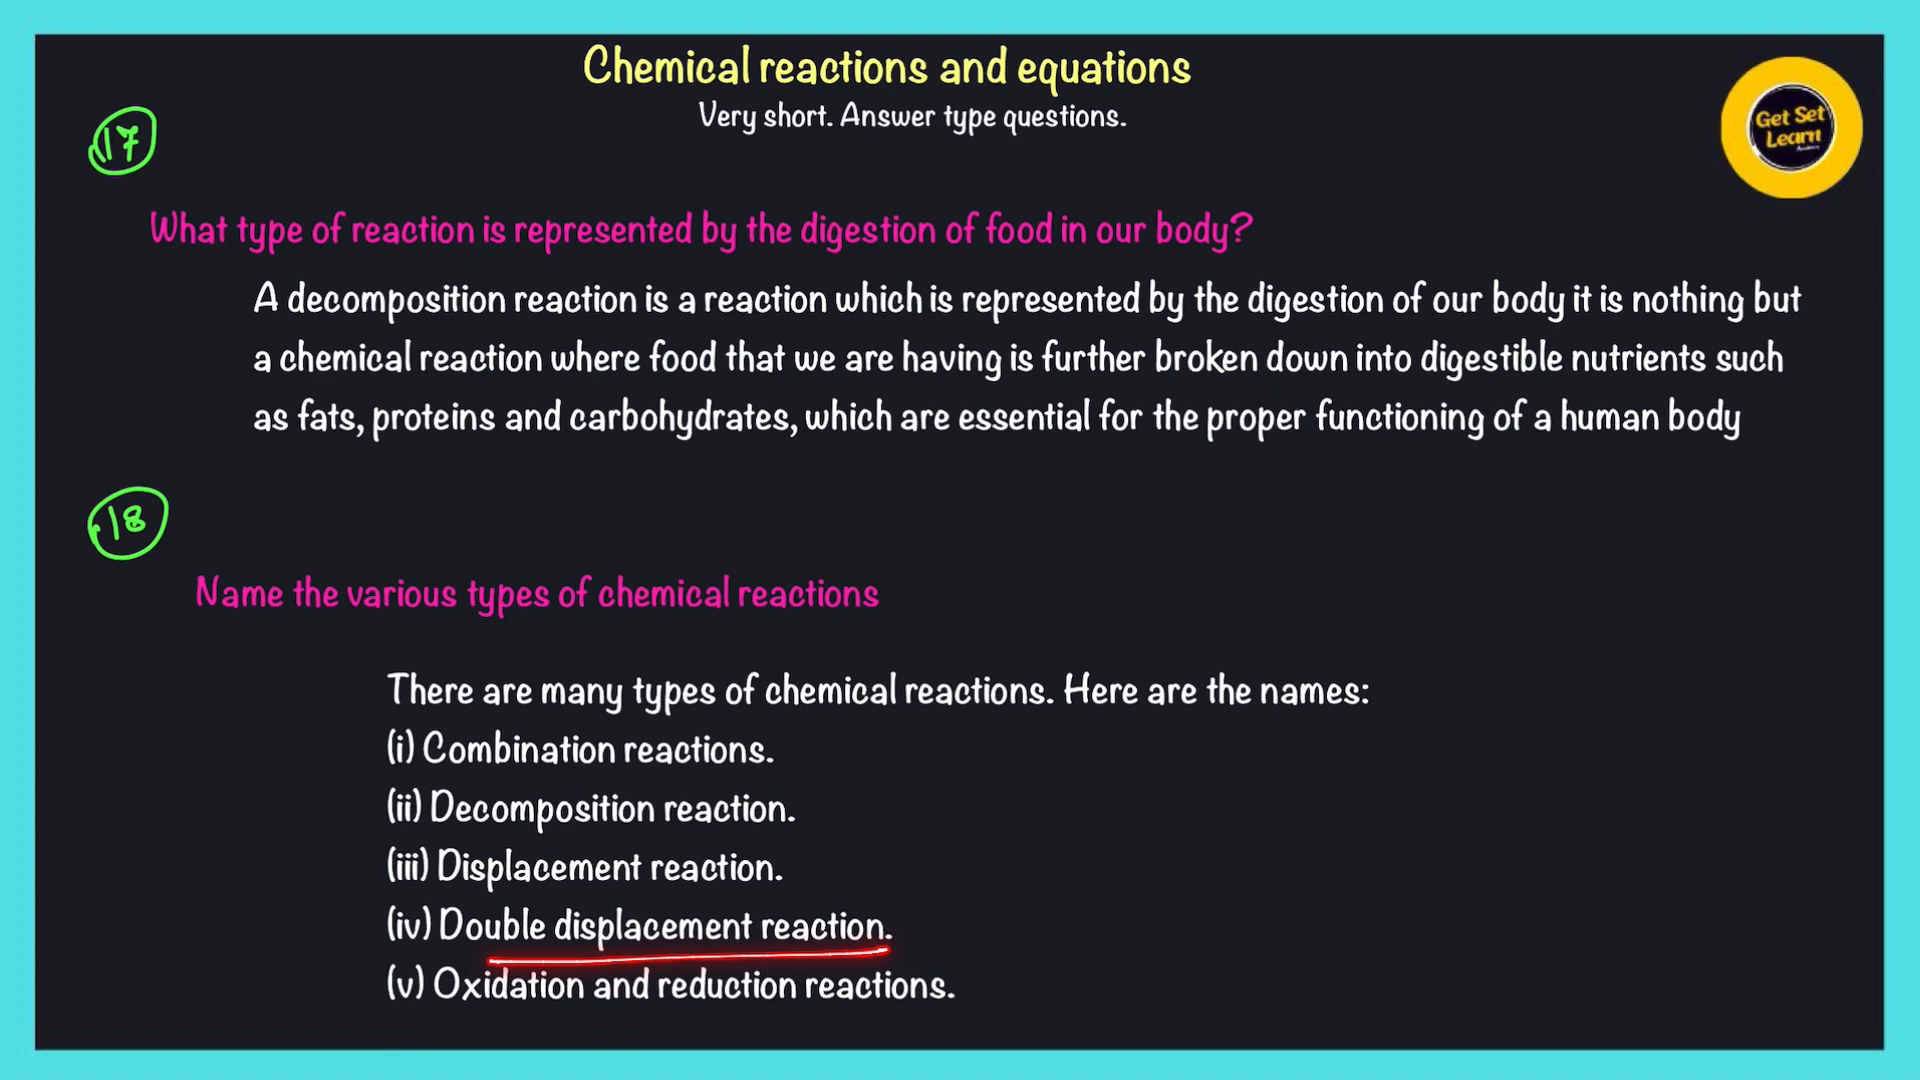 Chemical reactions and equations
Very short. Answer type questions.
Get Set
Learn
17
What type of reaction is represented by the digestion of food in our body?
A decomposition reaction is a reaction which is represented by the digestion of our body it is nothing but
a chemical reaction where food that we are having is further broken down into digestible nutrients such
as fats, proteins and carbohydrates, which are essential for the proper functioning of a human body
18
Name the various types of chemical reactions
There are many types of chemical reactions. Here are the names:
(i) Combination reactions.
(ii) Decomposition reaction.
(iii) Displacement reaction.
(iv) Double displacement reaction.
(v) Oxidation and reduction reactions.